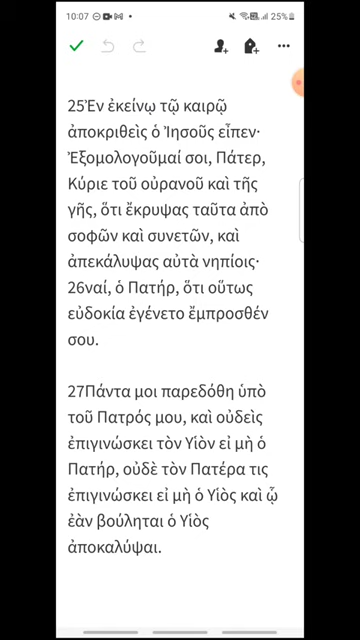 10:07
25%
25Ἐν ἐκείνῳ τῷ καιρῷ
ἀποκριθεὶς ὁ Ἰησοῦς εἶπεν·
Ἐξομολογοῦμαί σοι, Πάτερ,
Κύριε τοῦ οὐρανοῦ καὶ τῆς
γῆς, ὅτι ἔκρυψας ταῦτα ἀπὸ
σοφῶν καὶ συνετῶν, καὶ
ἀπεκάλυψας αὐτὰ νηπίοις·
26ναί, ὁ Πατήρ, ὅτι οὕτως
εὐδοκία ἐγένετο ἔμπροσθέν
σου.
27Πάντα μοι παρεδόθη ὑπὸ
τοῦ Πατρός μου, καὶ οὐδεὶς
ἐπιγινώσκει τὸν Υἱὸν εἰ μὴ ὁ
Πατήρ, οὐδὲ τὸν Πατέρα τις
ἐπιγινώσκει εἰ μὴ ὁ Υἱὸς καὶ ᾧ
ἐὰν βούληται ὁ Υἱὸς
ἀποκαλύψαι.